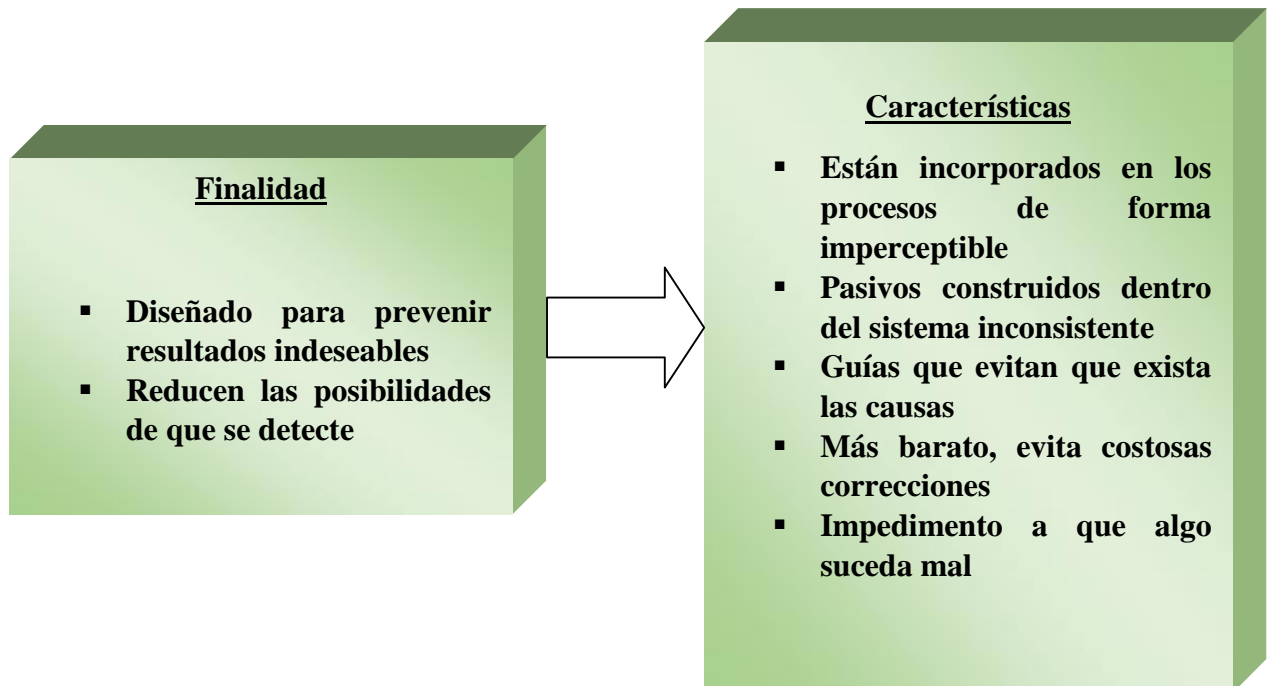 Finalidad
▪ Diseñado para prevenir
resultados indeseables
▪ Reducen las posibilidades
de que se detecte
Características
▪ Están incorporados en los
procesos de forma
imperceptible
▪ Pasivos construidos dentro
del sistema inconsistente
▪ Guías que evitan que exista
las causas
▪ Más barato, evita costosas
correcciones
▪ Impedimento a que algo
suceda mal